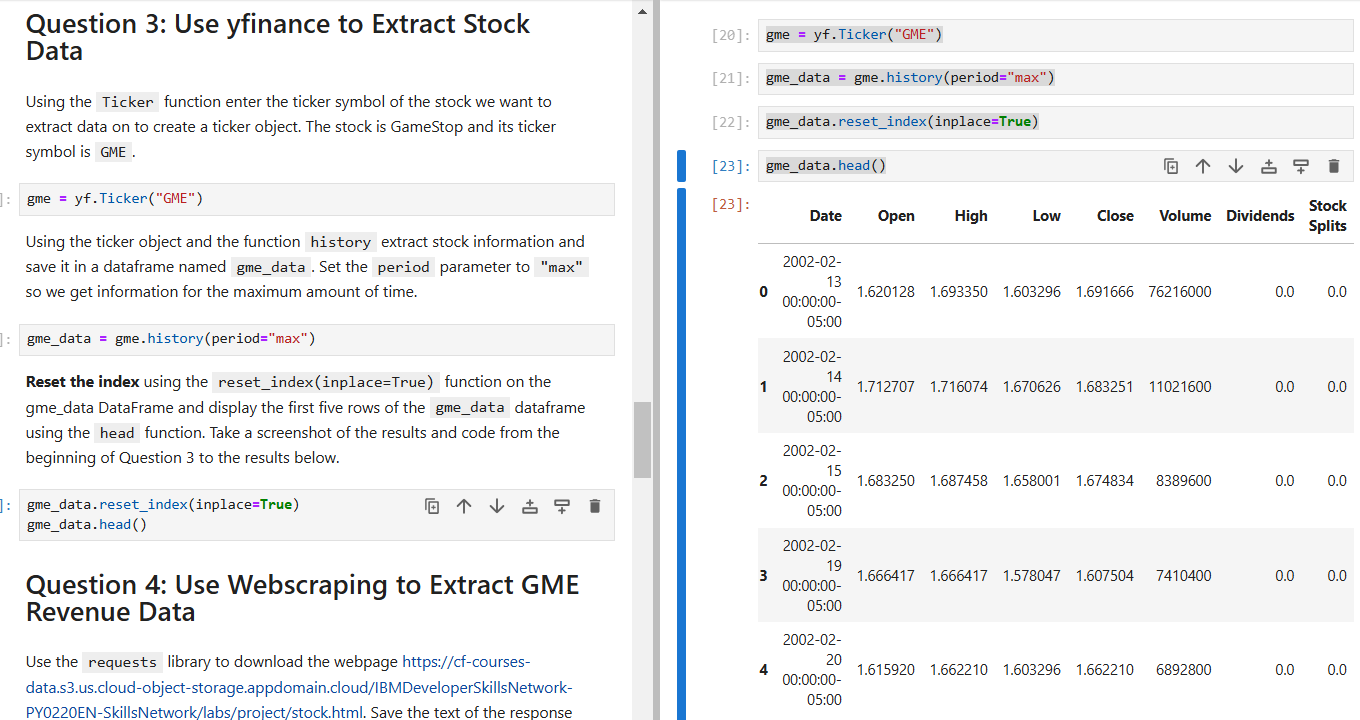 Question 3: Use yfinance to Extract Stock
Data
Using the Ticker function enter the ticker symbol of the stock we want to
extract data on to create a ticker object. The stock is GameStop and its ticker
symbol is GME .
]: gme = yf.Ticker("GME")
Using the ticker object and the function history extract stock information and
save it in a dataframe named gme_data . Set the period parameter to "max"
so we get information for the maximum amount of time.
]: gme_data = gme.history(period="max")
Reset the index using the reset_index(inplace=True) function on the
gme_data DataFrame and display the first five rows of the gme_data dataframe
using the head function. Take a screenshot of the results and code from the
beginning of Question 3 to the results below.
]: gme_data.reset_index(inplace=True)
gme_data.head()
Question 4: Use Webscraping to Extract GME
Revenue Data
Use the requests library to download the webpage https://cf-courses-
data.s3.us.cloud-object-storage.appdomain.cloud/IBMDeveloperSkillsNetwork-
PY0220EN-SkillsNetwork/labs/project/stock.html. Save the text of the response
[20]: gme = yf.Ticker("GME")
[21]: gme_data = gme.history(period="max")
[22]: gme_data.reset_index(inplace=True)
[23]: gme_data.head()
[23]:
Date Open High Low Close Volume Dividends Stock
Splits
2002-02-
13
0 00:00:00- 1.620128 1.693350 1.603296 1.691666 76216000 0.0 0.0
05:00
2002-02-
14
1 00:00:00- 1.712707 1.716074 1.670626 1.683251 11021600 0.0 0.0
05:00
2002-02-
15
2 00:00:00- 1.683250 1.687458 1.658001 1.674834 8389600 0.0 0.0
05:00
2002-02-
19
3 00:00:00- 1.666417 1.666417 1.578047 1.607504 7410400 0.0 0.0
05:00
2002-02-
20
4 00:00:00- 1.615920 1.662210 1.603296 1.662210 6892800 0.0 0.0
05:00